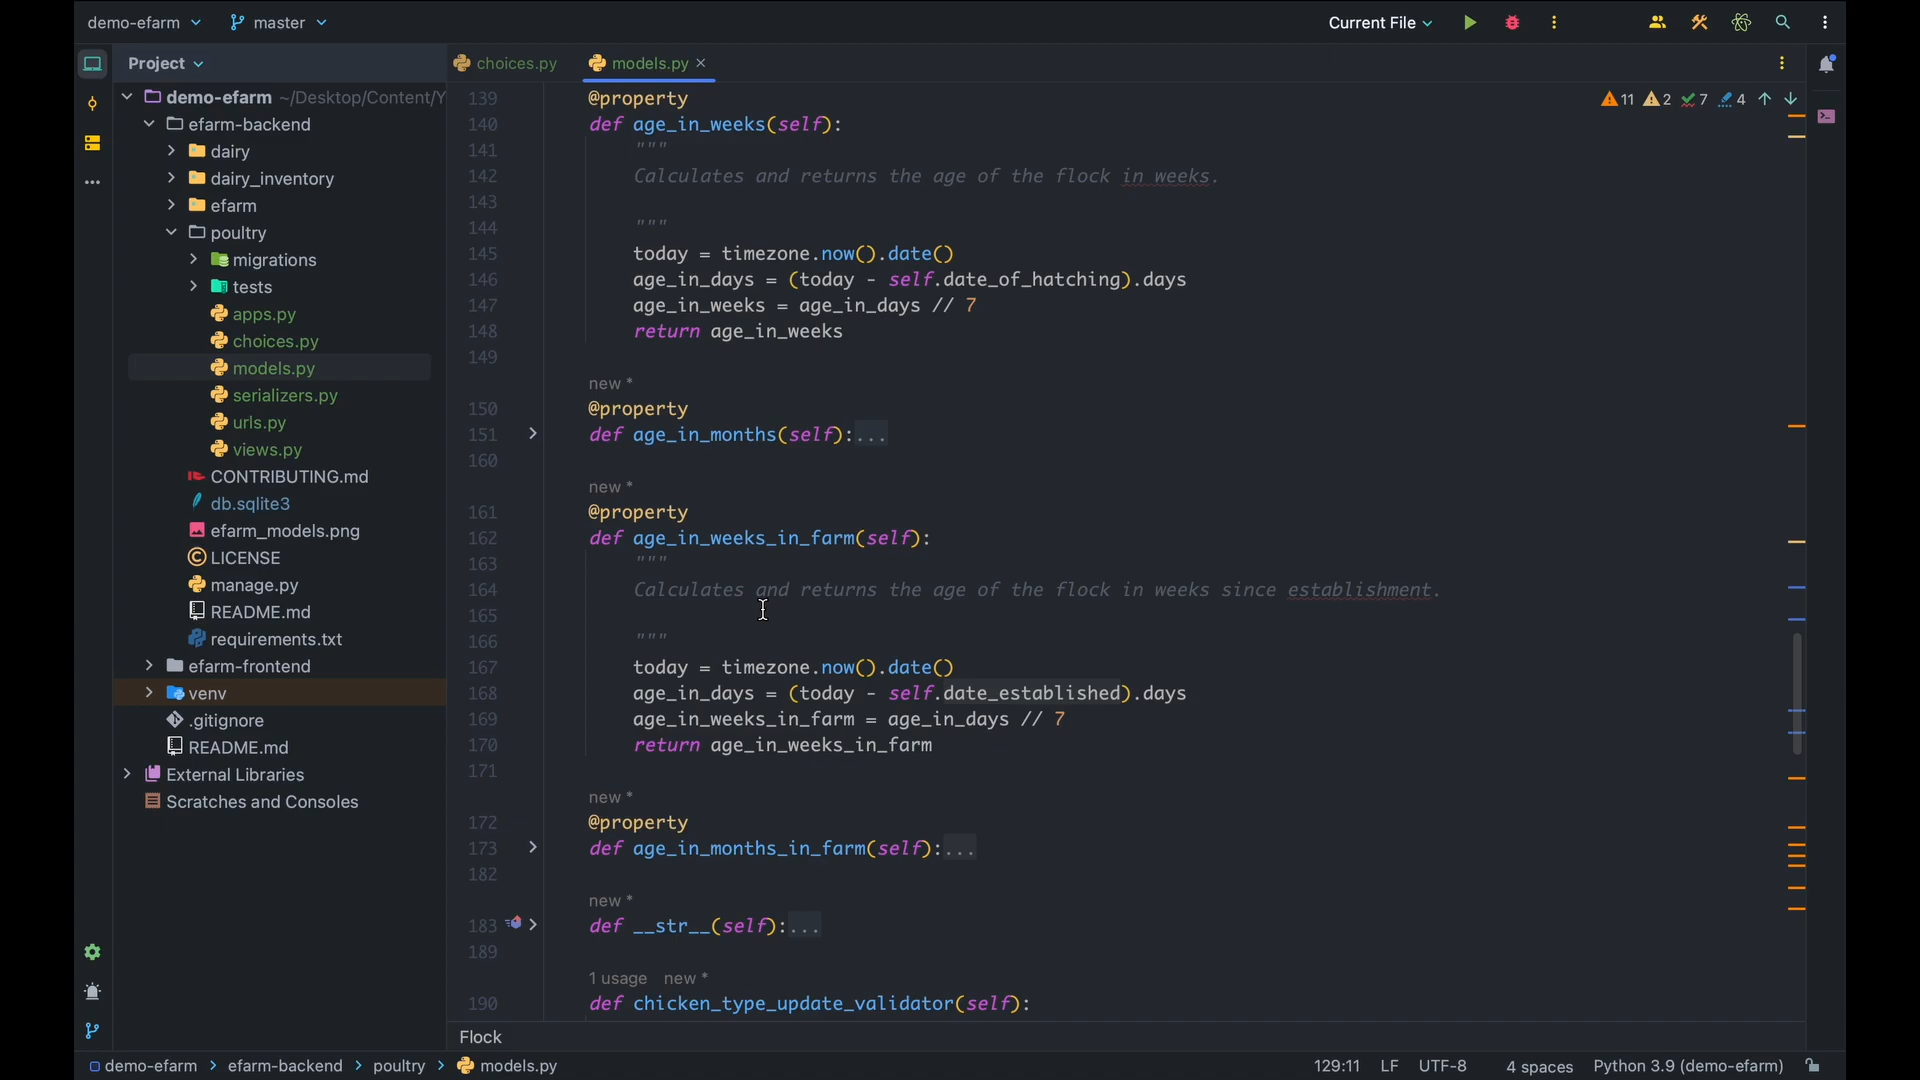 demo-efarm
master
Current File
Project
choices.py
models.py
demo-efarm ~/Desktop/Content/Y
efarm-backend
dairy
dairy_inventory
efarm
poultry
migrations
tests
apps.py
choices.py
models.py
serializers.py
urls.py
views.py
CONTRIBUTING.md
db.sqlite3
efarm_models.png
LICENSE
manage.py
README.md
requirements.txt
efarm-frontend
venv
.gitignore
README.md
External Libraries
Scratches and Consoles
11 2 7 4
139 @property
140 def age_in_weeks(self):
141 """
142 Calculates and returns the age of the flock in weeks.
143
144 """
145 today = timezone.now().date()
146 age_in_days = (today - self.date_of_hatching).days
147 age_in_weeks = age_in_days // 7
148 return age_in_weeks
149
new *
150 @property
151 def age_in_months(self):...
160
new *
161 @property
162 def age_in_weeks_in_farm(self):
163 """
164 Calculates and returns the age of the flock in weeks since establishment.
165
166 """
167 today = timezone.now().date()
168 age_in_days = (today - self.date_established).days
169 age_in_weeks_in_farm = age_in_days // 7
170 return age_in_weeks_in_farm
171
new *
172 @property
173 def age_in_months_in_farm(self):...
182
new *
183 def __str__(self):...
189
1 usage new *
190 def chicken_type_update_validator(self):
Flock
demo-efarm > efarm-backend > poultry > models.py
129:11 LF UTF-8 4 spaces Python 3.9 (demo-efarm)